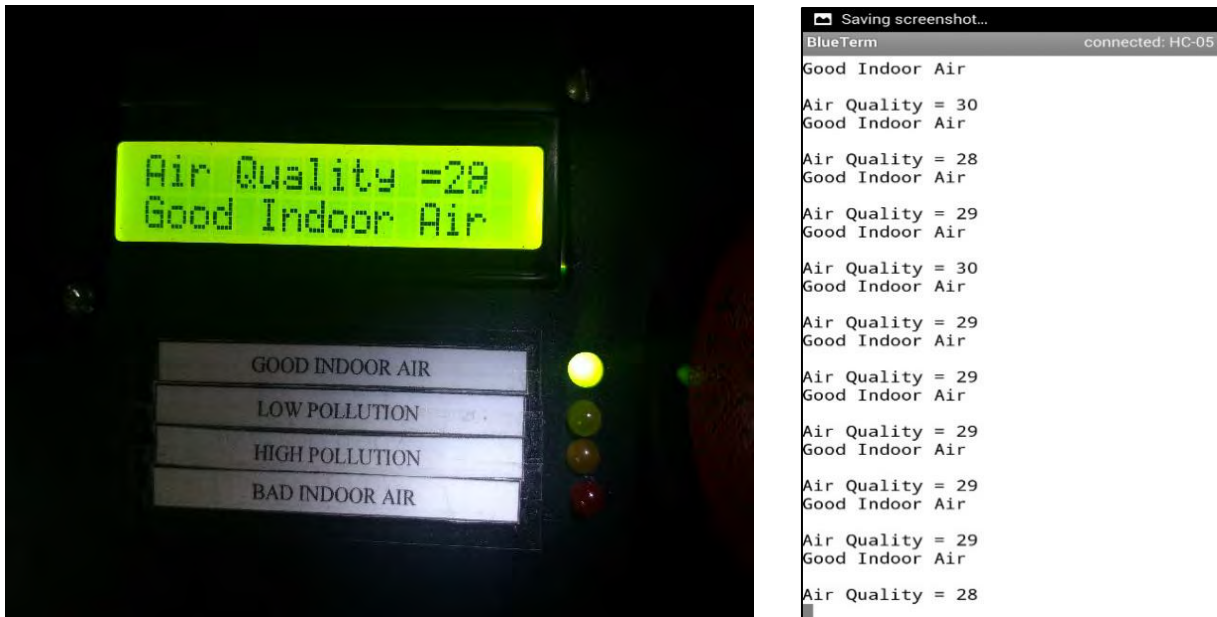 Air Quality =29
Good Indoor Air
GOOD INDOOR AIR
LOW POLLUTION
HIGH POLLUTION
BAD INDOOR AIR
Saving screenshot...
BlueTerm connected: HC-05
Good Indoor Air
Air Quality = 30
Good Indoor Air
Air Quality = 28
Good Indoor Air
Air Quality = 29
Good Indoor Air
Air Quality = 30
Good Indoor Air
Air Quality = 29
Good Indoor Air
Air Quality = 29
Good Indoor Air
Air Quality = 29
Good Indoor Air
Air Quality = 29
Good Indoor Air
Air Quality = 29
Good Indoor Air
Air Quality = 28